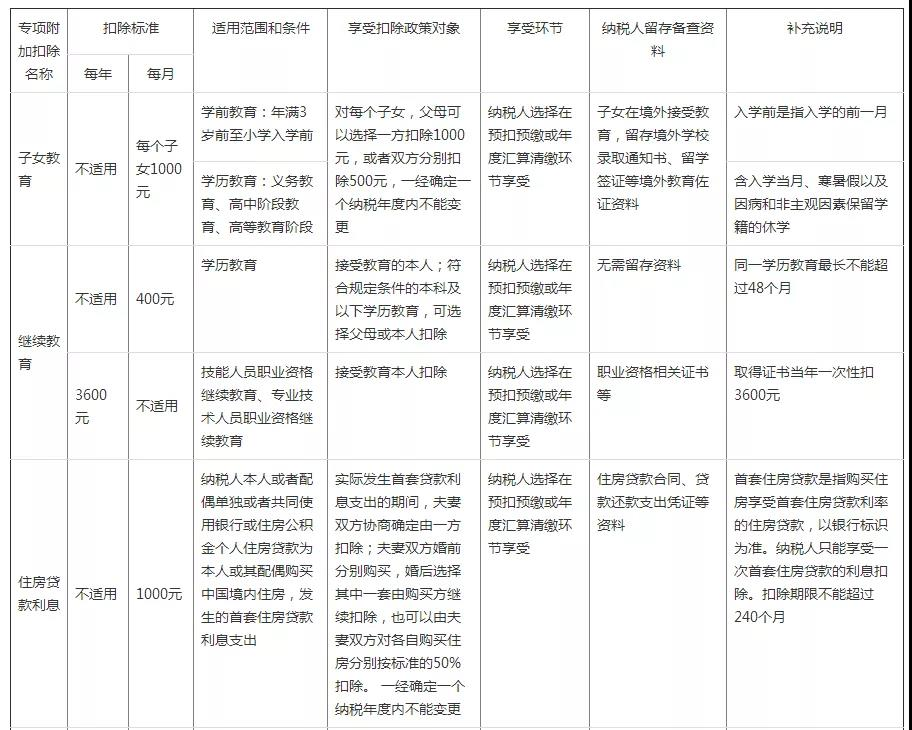 专项附
加扣除
名称
扣除标准
每年
每月
适用范围和条件
享受扣除政策对象
享受环节
纳税人留存备查资
料
补充说明
子女教
育
不适用
每个子
女1000
元
学前教育：年满3
岁前至小学入学前
学历教育：义务教
育、高中阶段教
育、高等教育阶段
对每个子女，父母可
以选择一方扣除1000
元，或者双方分别扣
除500元，一经确定一
个纳税年度内不能变
更
纳税人选择在
预扣预缴或年
度汇算清缴环
节享受
子女在境外接受教
育，留存境外学校
录取通知书、留学
签证等境外教育佐
证资料
入学前是指入学的前一月
含入学当月、寒暑假以及
因病和非主观因素保留学
籍的休学
继续教
育
不适用
400元
学历教育
接受教育的本人；符
合规定条件的本科及
以下学历教育，可选
择父母或本人扣除
纳税人选择在
预扣预缴或年
度汇算清缴环
节享受
无需留存资料
同一学历教育最长不能超
过48个月
3600
元
不适用
技能人员职业资格
继续教育、专业技
术人员职业资格继
续教育
接受教育本人扣除
纳税人选择在
预扣预缴或年
度汇算清缴环
节享受
职业资格相关证书
等
取得证书当年一次性扣
3600元
住房贷
款利息
不适用
1000元
纳税人本人或者配
偶单独或者共同使
用银行或住房公积
金个人住房贷款为
本人或其配偶购买
中国境内住房，发
生的首套住房贷款
利息支出
实际发生首套贷款利
息支出的期间，夫妻
双方协商确定由一方
扣除；夫妻双方婚前
分别购买，婚后选择
其中一套由购买方继
续扣除，也可以由夫
妻双方对各自购买住
房分别按标准的50%
扣除。 一经确定一个
纳税年度内不能变更
纳税人选择在
预扣预缴或年
度汇算清缴环
节享受
住房贷款合同、贷
款还款支出凭证等
资料
首套住房贷款是指购买住
房享受首套住房贷款利率
的住房贷款，以银行标识
为准。纳税人只能享受一
次首套住房贷款的利息扣
除。扣除期限不能超过
240个月